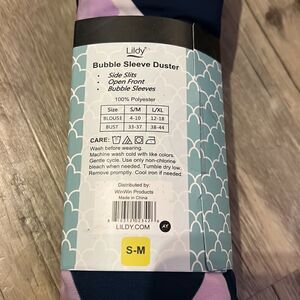 Lildy
Bubble Sleeve Duster
• Side Slits
• Open Front
• Bubble Sleeves
100% Polyester
Size S/M L/XL
BLOUSE 4-10 12-18
BUST 33-37 38-44
CARE:
Wash before wearing.
Machine wash cold with like colors.
Gentle cycle. Use only non-chlorine
bleach when needed. Tumble dry low.
Remove promptly. Cool iron if needed.
Distributed by:
WinWin Products
Made in China
LILDY.COM
S-M